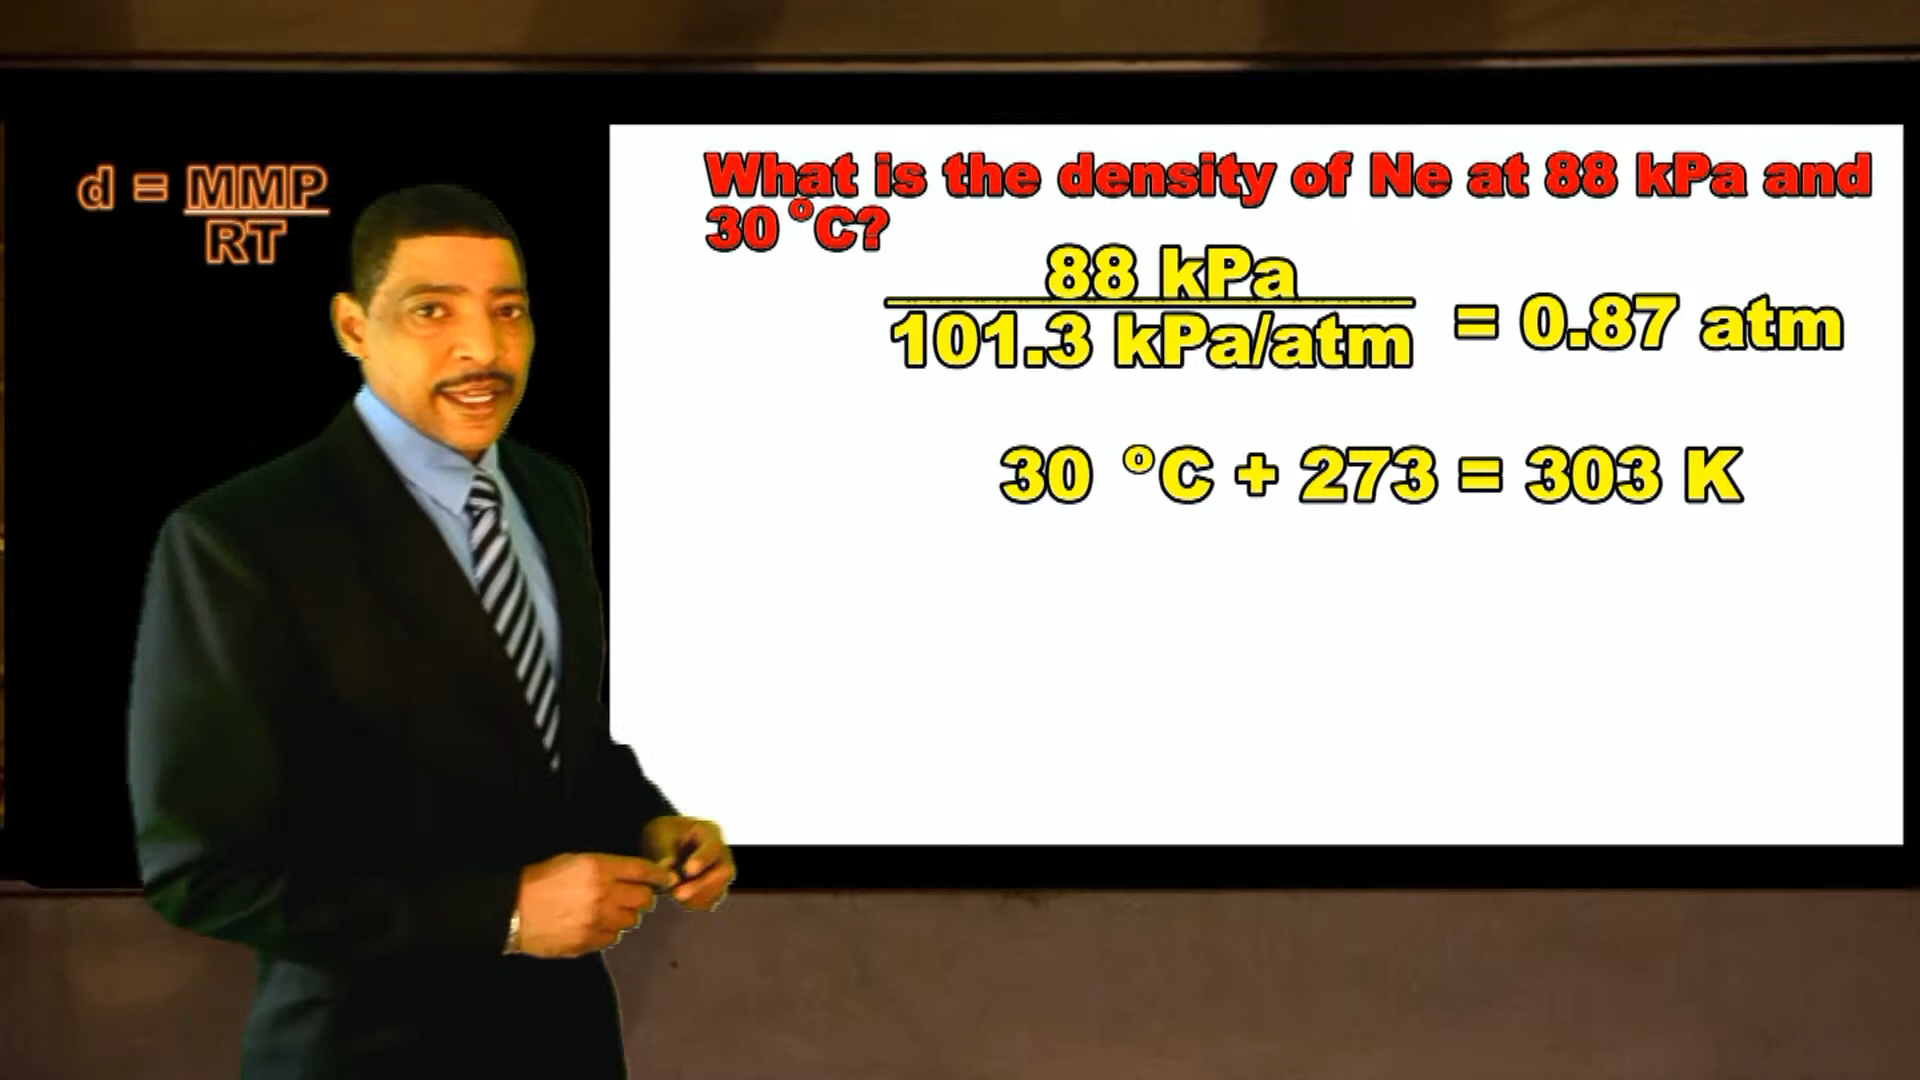 d = MMP
RT
What is the density of Ne at 88 kPa and
30 °C?
88 kPa
101.3 kPa/atm = 0.87 atm
30 °C + 273 = 303 K